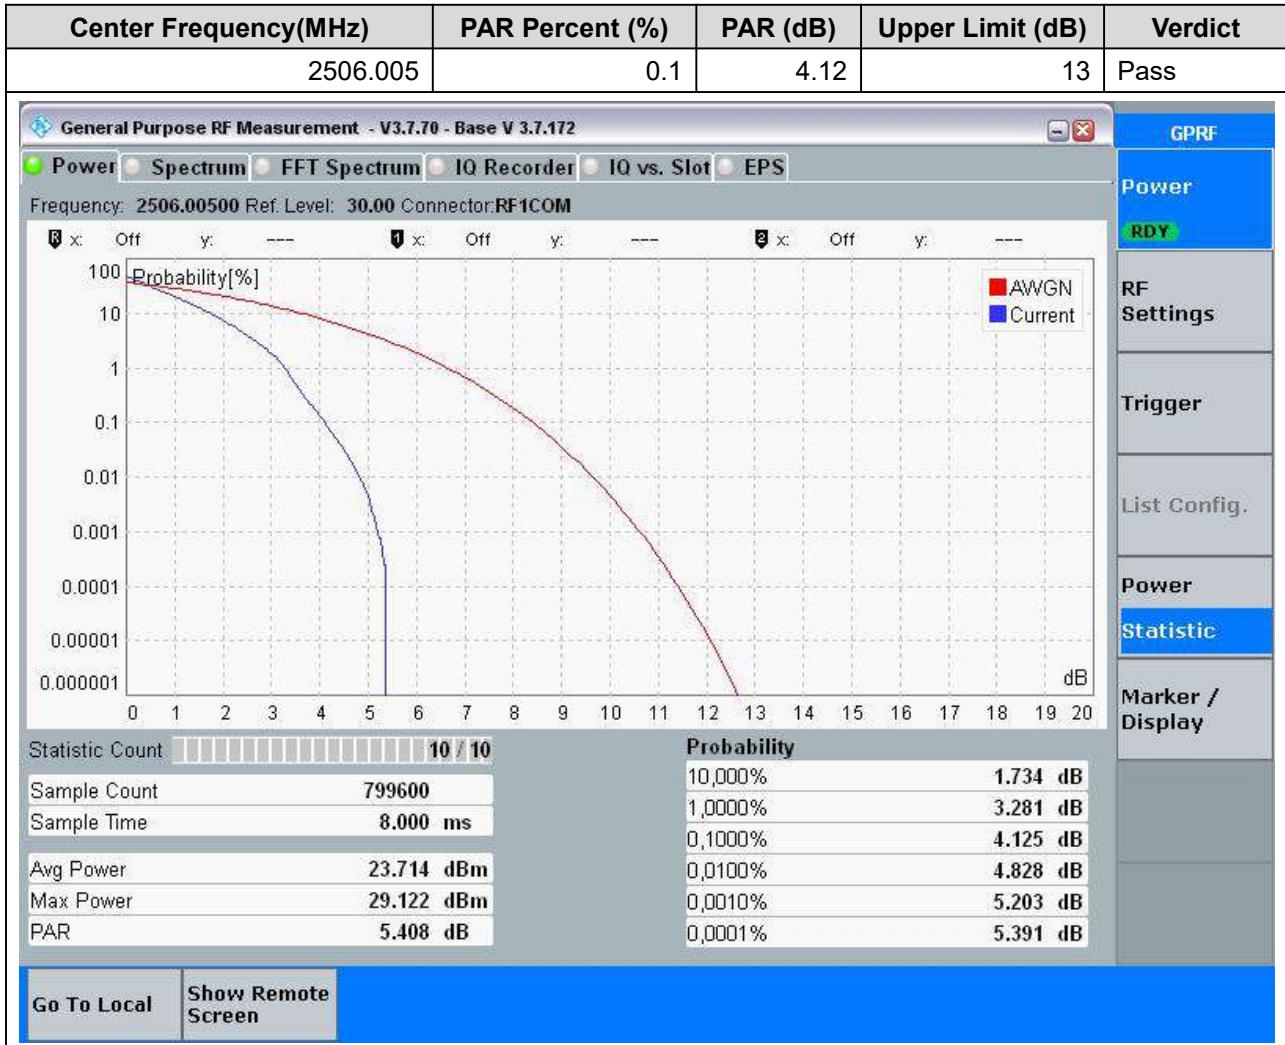 Center Frequency(MHz) PAR Percent (%) PAR (dB) Upper Limit (dB) Verdict
2506.005 0.1 4.12 13 Pass
General Purpose RF Measurement - V3.7.70 - Base V 3.7.172
GPRF
Power Spectrum FFT Spectrum IQ Recorder IQ vs. Slot EPS
Frequency: 2506.00500 Ref. Level: 30.00 Connector:RF1COM
R x: Off y: --- 1 x: Off y: --- 2 x: Off y: ---
Power
RDY
RF
Settings
Trigger
List Config.
Power
Statistic
Marker /
Display
Probability[%]
AWGN
Current
100
10
1
0.1
0.01
0.001
0.0001
0.00001
0.000001
dB
0 1 2 3 4 5 6 7 8 9 10 11 12 13 14 15 16 17 18 19 20
Statistic Count 10 / 10
Sample Count 799600
Sample Time 8.000 ms
Avg Power 23.714 dBm
Max Power 29.122 dBm
PAR 5.408 dB
Probability
10,000% 1.734 dB
1,0000% 3.281 dB
0,1000% 4.125 dB
0,0100% 4.828 dB
0,0010% 5.203 dB
0,0001% 5.391 dB
Go To Local
Show Remote
Screen